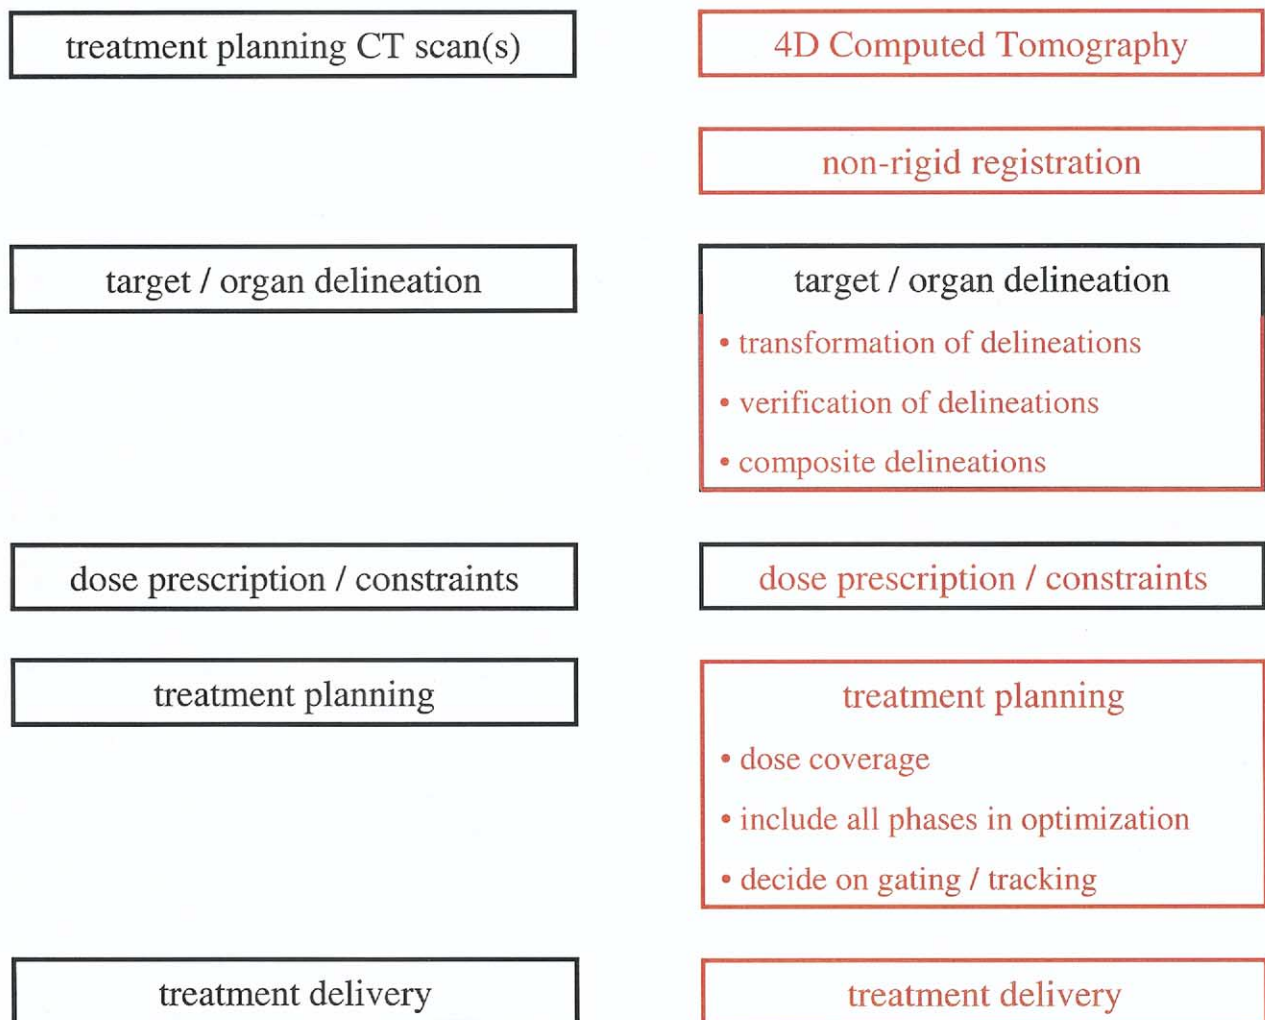 treatment planning CT scan(s)
4D Computed Tomography
non-rigid registration
target / organ delineation
target / organ delineation
• transformation of delineations
• verification of delineations
• composite delineations
dose prescription / constraints
dose prescription / constraints
treatment planning
treatment planning
• dose coverage
• include all phases in optimization
• decide on gating / tracking
treatment delivery
treatment delivery